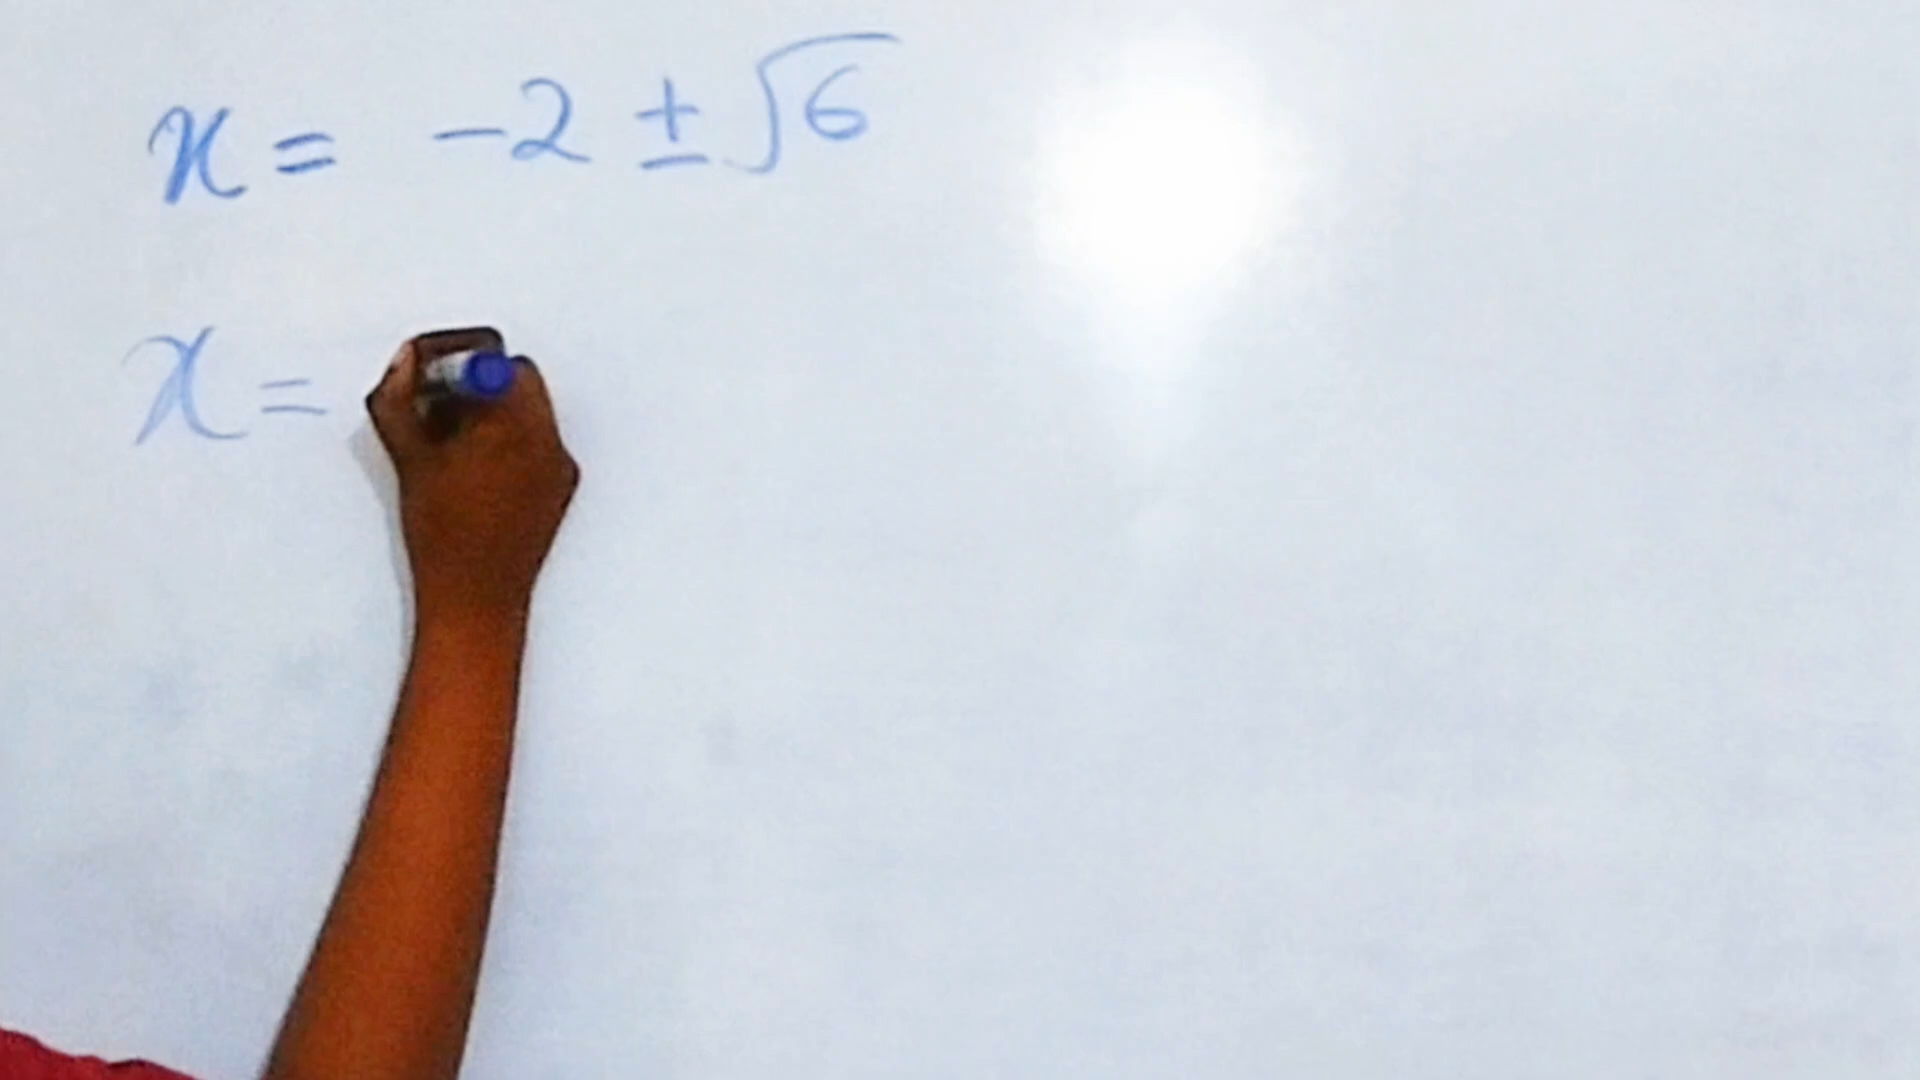 x = -2 ± √6
x =